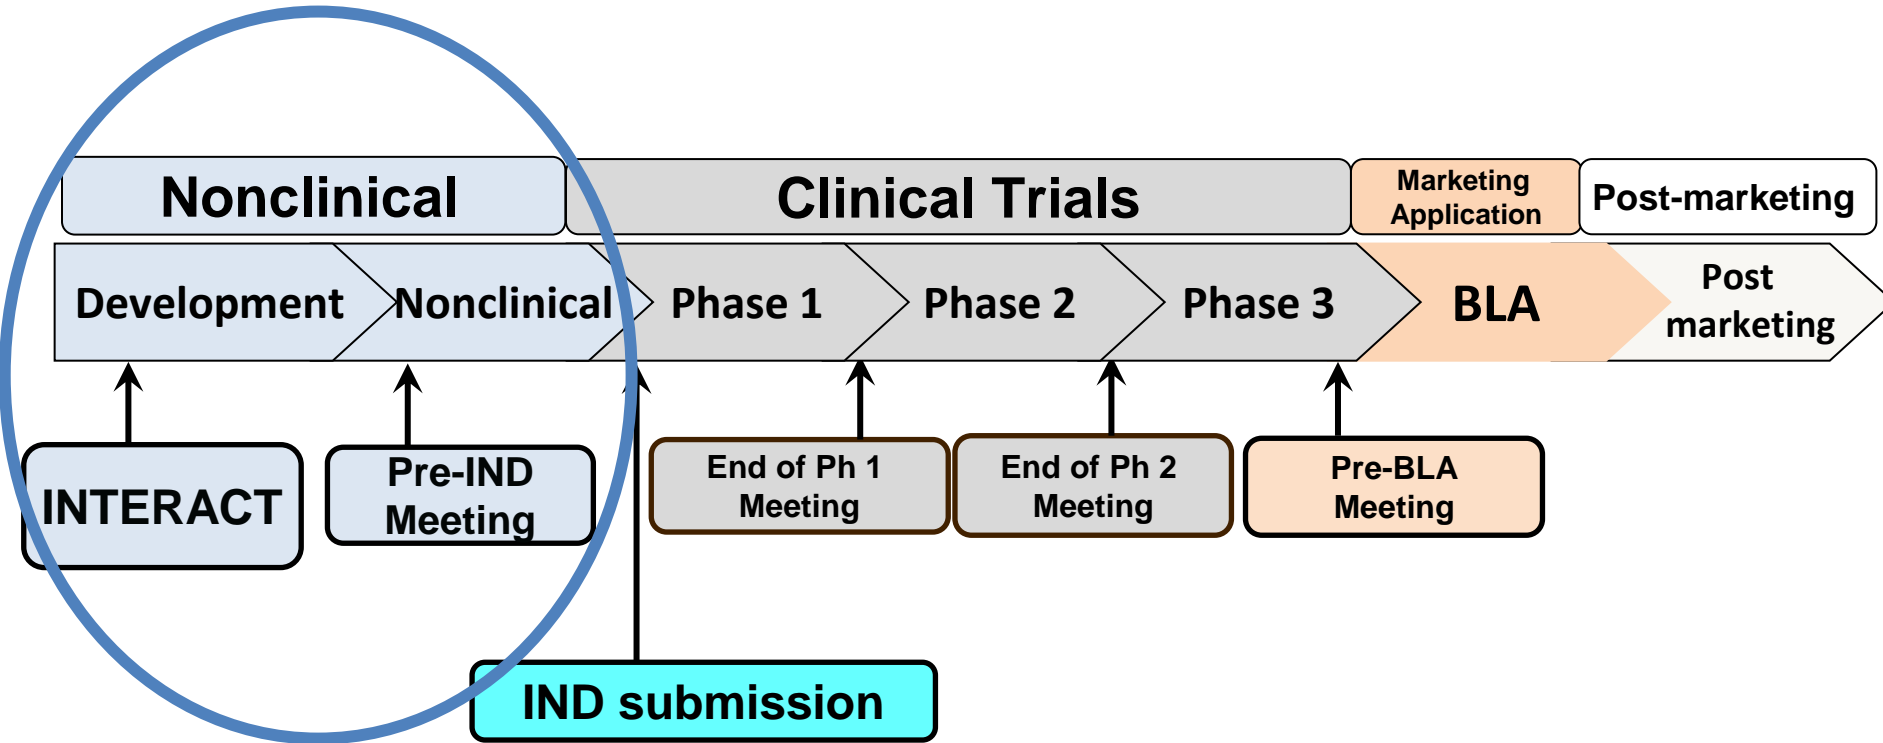 Nonclinical
Clinical Trials
Marketing
Application
Post-marketing
Development
Nonclinical
Phase 1
Phase 2
Phase 3
BLA
Post
marketing
INTERACT
Pre-IND
Meeting
End of Ph 1
Meeting
End of Ph 2
Meeting
Pre-BLA
Meeting
IND submission